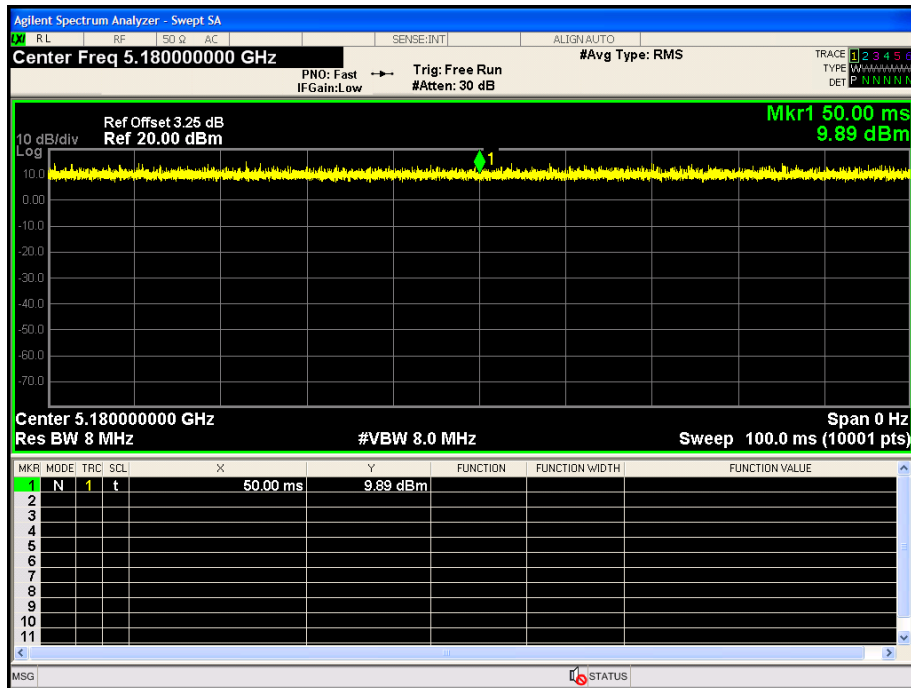 Agilent Spectrum Analyzer - Swept SA
LXI RL RF 50 Ω AC SENSE:INT ALIGN AUTO
Center Freq 5.180000000 GHz #Avg Type: RMS TRACE 1 2 3 4 5 6
PNO: Fast Trig: Free Run TYPE WWWWWW
IFGain:Low #Atten: 30 dB DET P N N N N N
Mkr1 50.00 ms
Ref Offset 3.25 dB
10 dB/div Ref 20.00 dBm 9.89 dBm
Log
1
10.0
0.00
-10.0
-20.0
-30.0
-40.0
-50.0
-60.0
-70.0
Center 5.180000000 GHz Span 0 Hz
Res BW 8 MHz #VBW 8.0 MHz Sweep 100.0 ms (10001 pts)
MKR MODE TRC SCL X Y FUNCTION FUNCTION WIDTH FUNCTION VALUE
1 N 1 t 50.00 ms 9.89 dBm
2
3
4
5
6
7
8
9
10
11
MSG STATUS